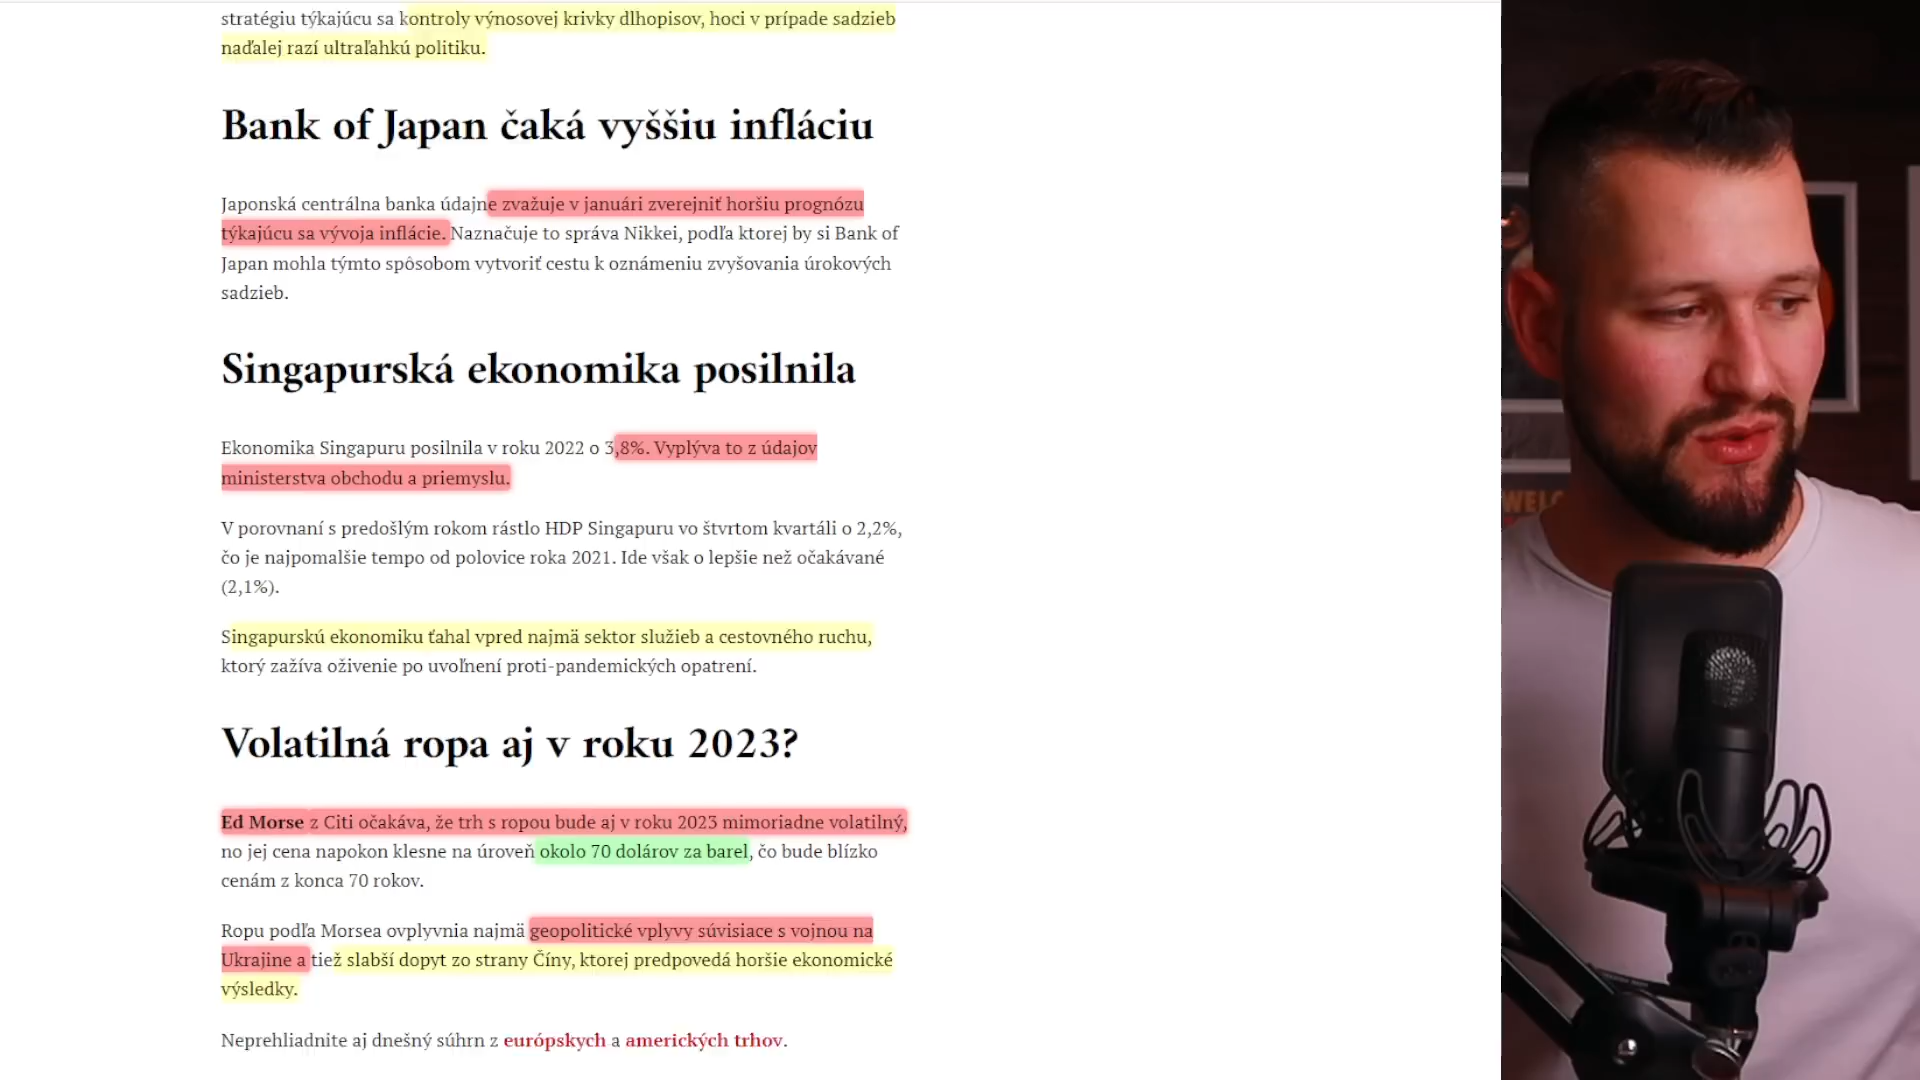 stratégiu týkajúcu sa kontroly výnosovej krivky dlhopisov, hoci v prípade sadzieb
naďalej razí ultraľahkú politiku.
Bank of Japan čaká vyššiu infláciu
Japonská centrálna banka údajne zvažuje v januári zverejniť horšiu prognózu
týkajúcu sa vývoja inflácie. Naznačuje to správa Nikkei, podľa ktorej by si Bank of
Japan mohla týmto spôsobom vytvoriť cestu k oznámeniu zvyšovania úrokových
sadzieb.
Singapurská ekonomika posilnila
Ekonomika Singapuru posilnila v roku 2022 o 3,8%. Vyplýva to z údajov
ministerstva obchodu a priemyslu.
V porovnaní s predošlým rokom rástlo HDP Singapuru vo štvrtom kvartáli o 2,2%,
čo je najpomalšie tempo od polovice roka 2021. Ide však o lepšie než očakávané
(2,1%).
Singapurskú ekonomiku ťahal vpred najmä sektor služieb a cestovného ruchu,
ktorý zažíva oživenie po uvoľnení proti-pandemických opatrení.
Volatilná ropa aj v roku 2023?
Ed Morse z Citi očakáva, že trh s ropou bude aj v roku 2023 mimoriadne volatilný,
no jej cena napokon klesne na úroveň okolo 70 dolárov za barel, čo bude blízko
cenám z konca 70 rokov.
Ropu podľa Morsea ovplyvnia najmä geopolitické vplyvy súvisiace s vojnou na
Ukrajine a tiež slabší dopyt zo strany Číny, ktorej predpovedá horšie ekonomické
výsledky.
Neprehliadnite aj dnešný súhrn z európskych a amerických trhov.